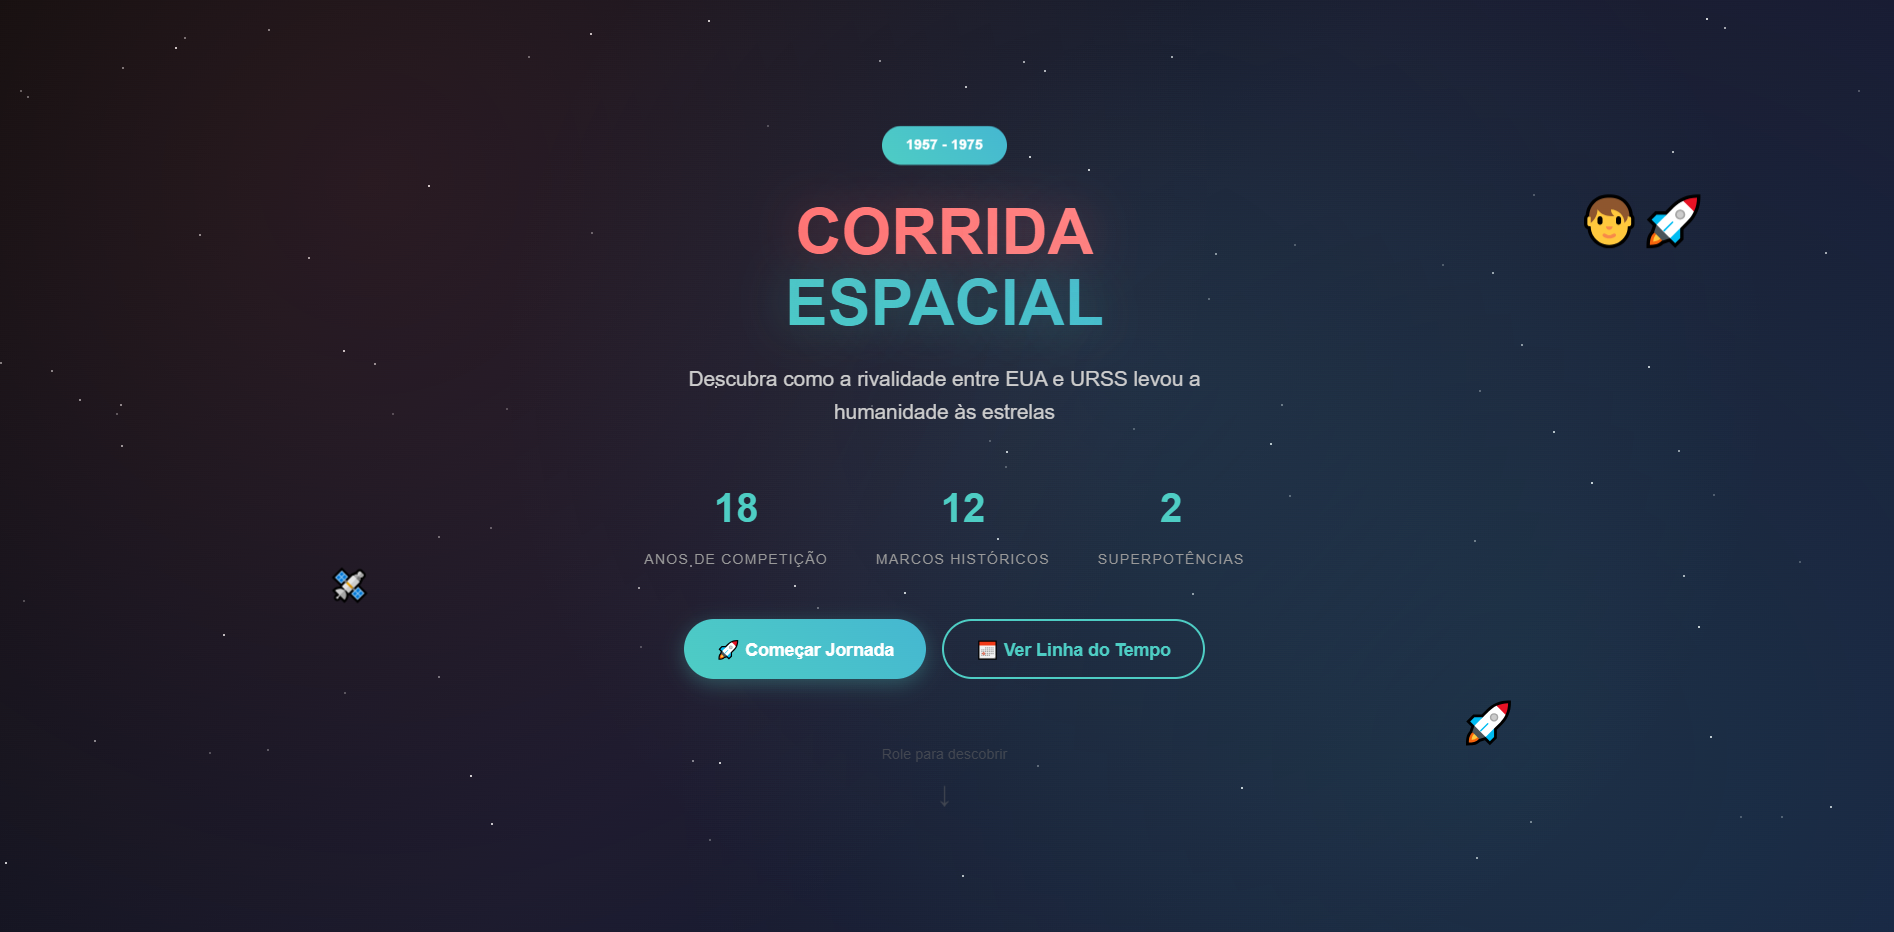 1957 - 1975
CORRIDA
ESPACIAL
Descubra como a rivalidade entre EUA e URSS levou a
humanidade às estrelas
18
12
2
ANOS DE COMPETIÇÃO
MARCOS HISTÓRICOS
SUPERPOTÊNCIAS
Começar Jornada
Ver Linha do Tempo
Role para descobrir